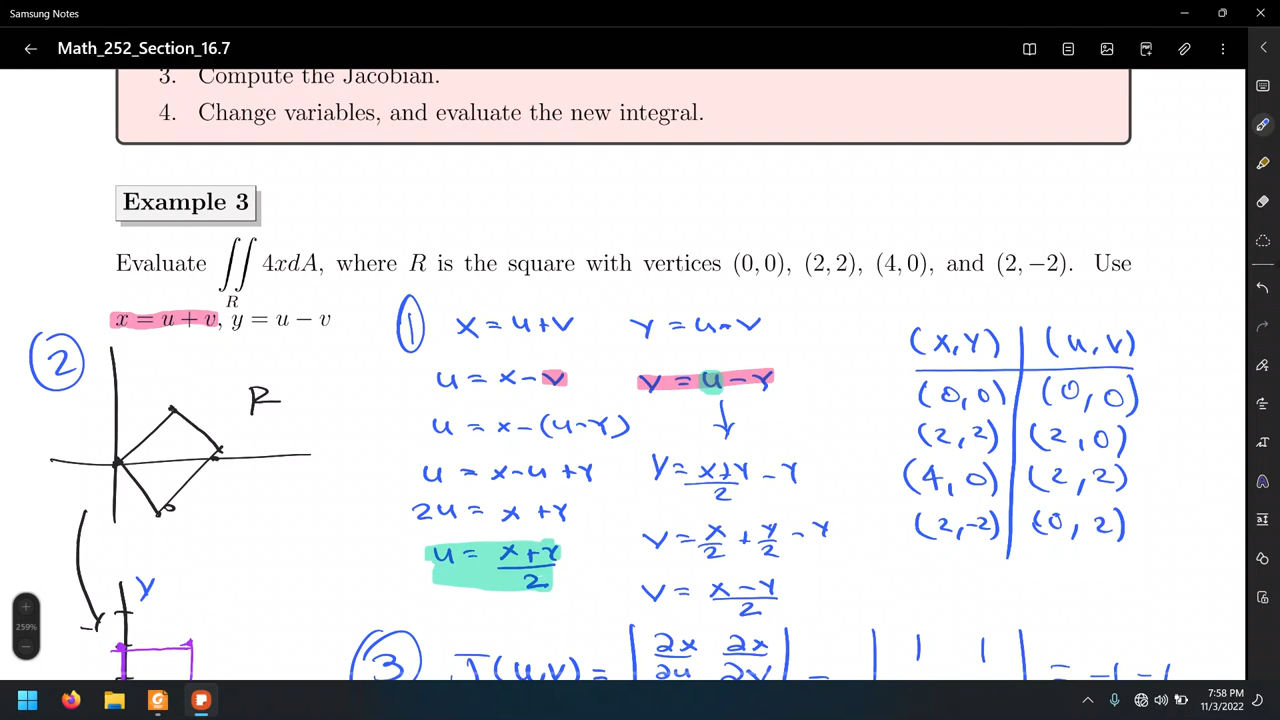 Samsung Notes
Math_252_Section_16.7
3. Compute the Jacobian.
4. Change variables, and evaluate the new integral.
Example 3
Evaluate ∬_R 4xdA, where R is the square with vertices (0,0), (2,2), (4,0), and (2,−2). Use
x = u + v, y = u − v
① x = u+v y = u-v
u = x-v v = u-y
u = x-(u-y)
u = x-u+y
2u = x+y
u = x+y/2
y = x+y/2 - y
v = x/2 + y/2 - y
v = x-y/2
(x,y) | (u,v)
(0,0) | (0,0)
(2,2) | (2,0)
(4,0) | (2,2)
(2,-2) | (0,2)
②
R
y
③ J(u,v) = | ∂x/∂u ∂x/∂v | = | 1 1 | = -1-1
259%
7:58 PM
11/3/2022